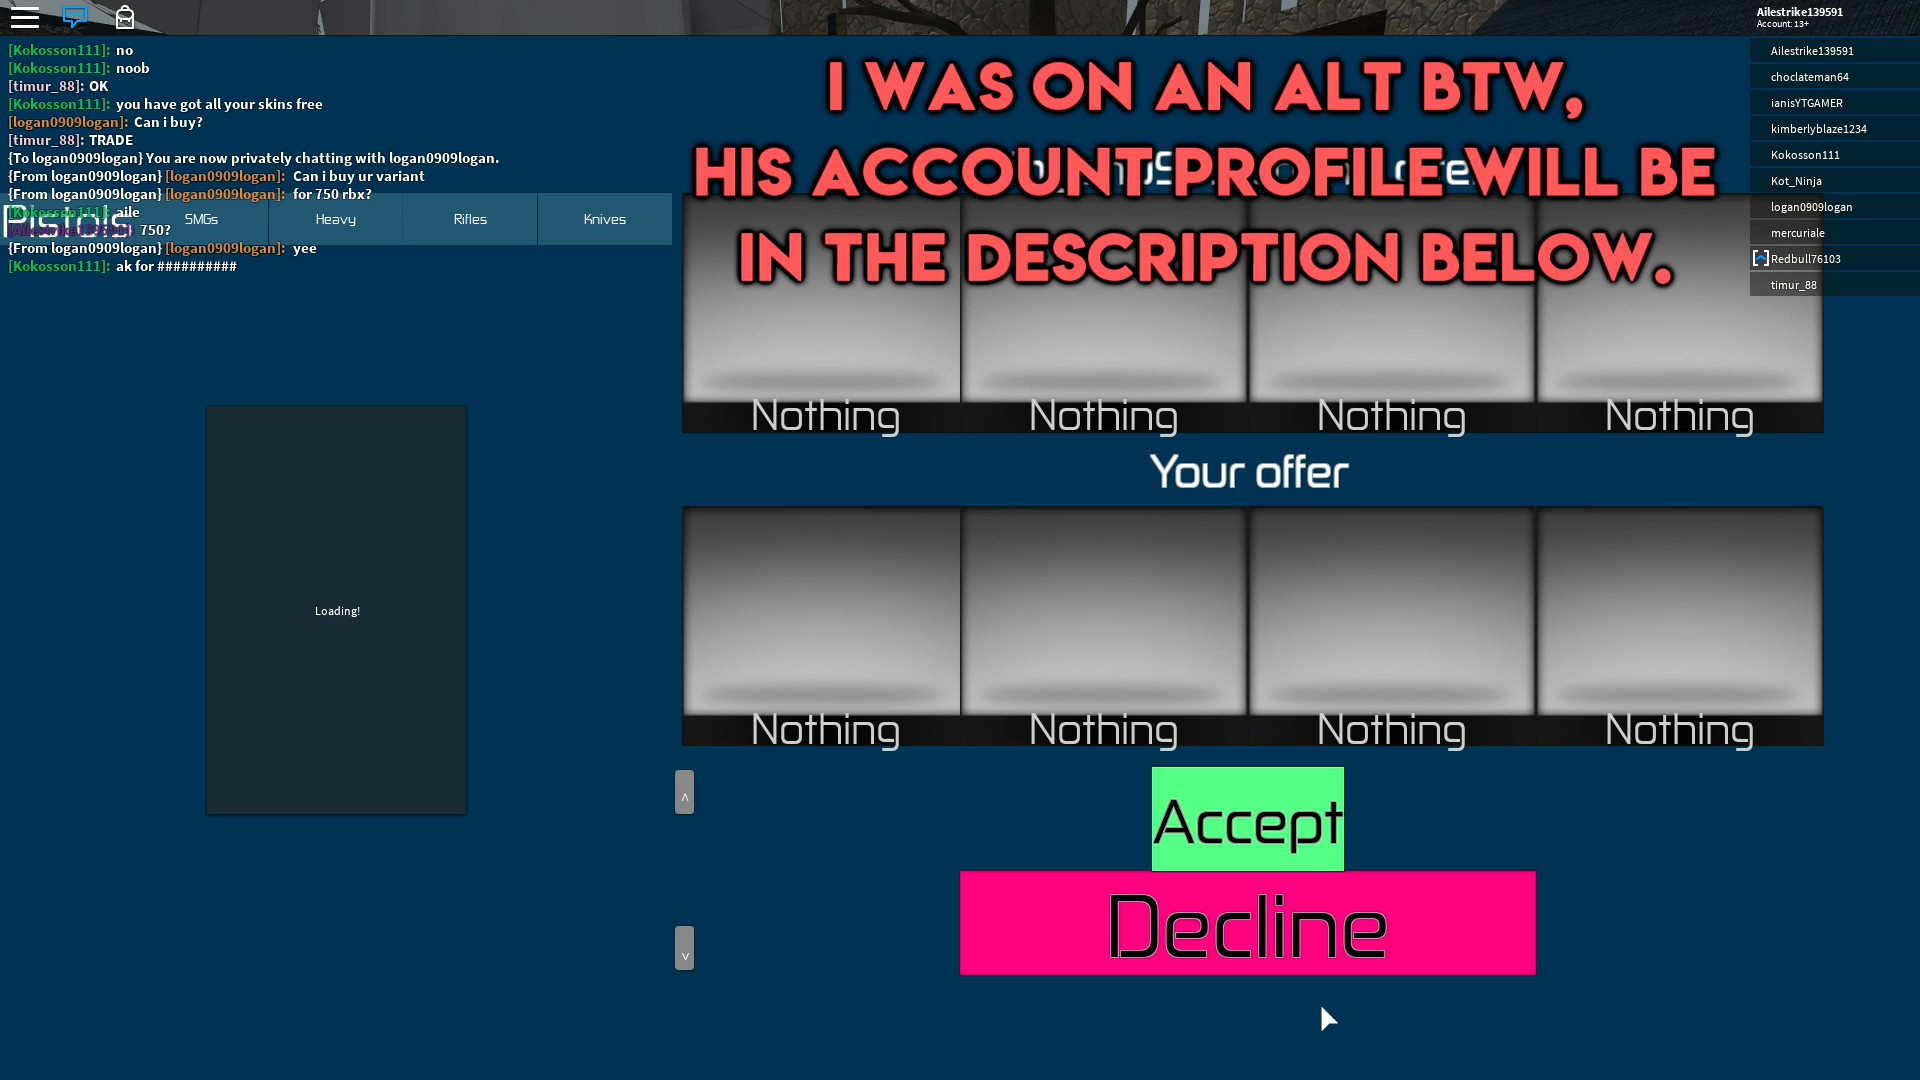 Ailestrike139591
Account: 13+
[Kokosson111]: no
[Kokosson111]: noob
[timur_88]: OK
[Kokosson111]: you have got all your skins free
[logan0909logan]: Can i buy?
[timur_88]: TRADE
{To logan0909logan} You are now privately chatting with logan0909logan.
{From logan0909logan} [logan0909logan]: Can i buy ur variant
{From logan0909logan} [logan0909logan]: for 750 rbx?
[Kokosson111]: aile
[Ailestrike139591]: 750?
{From logan0909logan} [logan0909logan]: yee
[Kokosson111]: ak for ##########
Pistols
SMGs
Heavy
Rifles
Knives
I WAS ON AN ALT BTW,
HIS ACCOUNT PROFILE WILL BE
IN THE DESCRIPTION BELOW.
Ailestrike139591
choclateman64
ianisYTGAMER
kimberlyblaze1234
Kokosson111
Kot_Ninja
logan0909logan
mercuriale
Redbull76103
timur_88
Nothing
Nothing
Nothing
Nothing
Your offer
Nothing
Nothing
Nothing
Nothing
Loading!
^
v
Accept
Decline